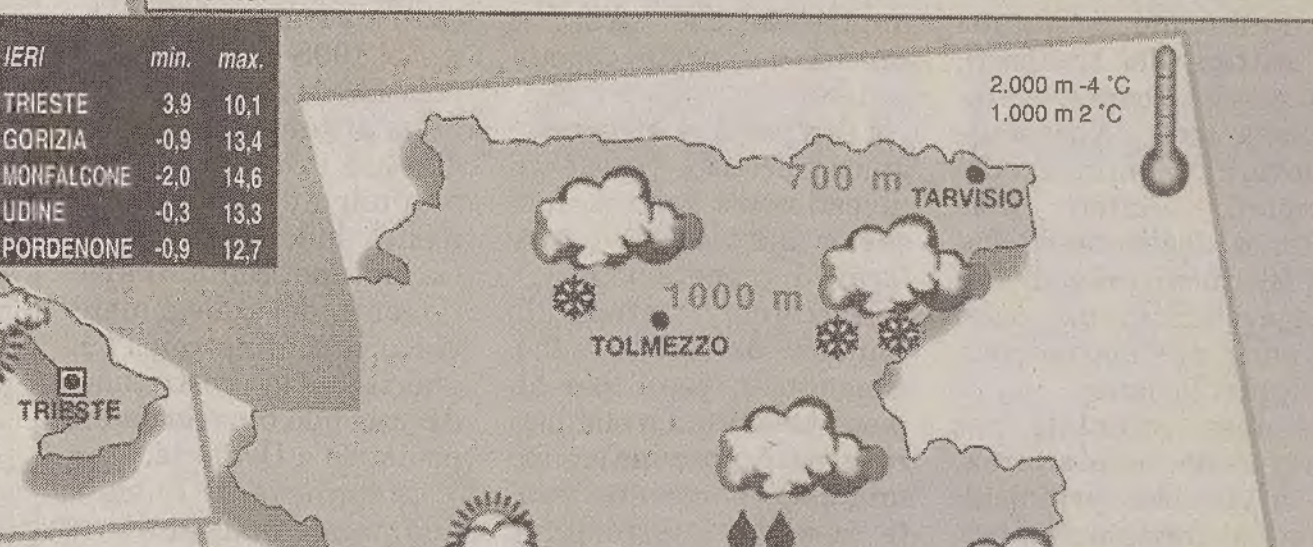 IERI min. max.
TRIESTE 3,9 10,1
GORIZIA -0,9 13,4
MONFALCONE -2,0 14,6
UDINE -0,3 13,3
PORDENONE -0,9 12,7
2.000 m -4 °C
1.000 m 2 °C
700 m
TARVISIO
1000 m
TOLMEZZO
TRIESTE